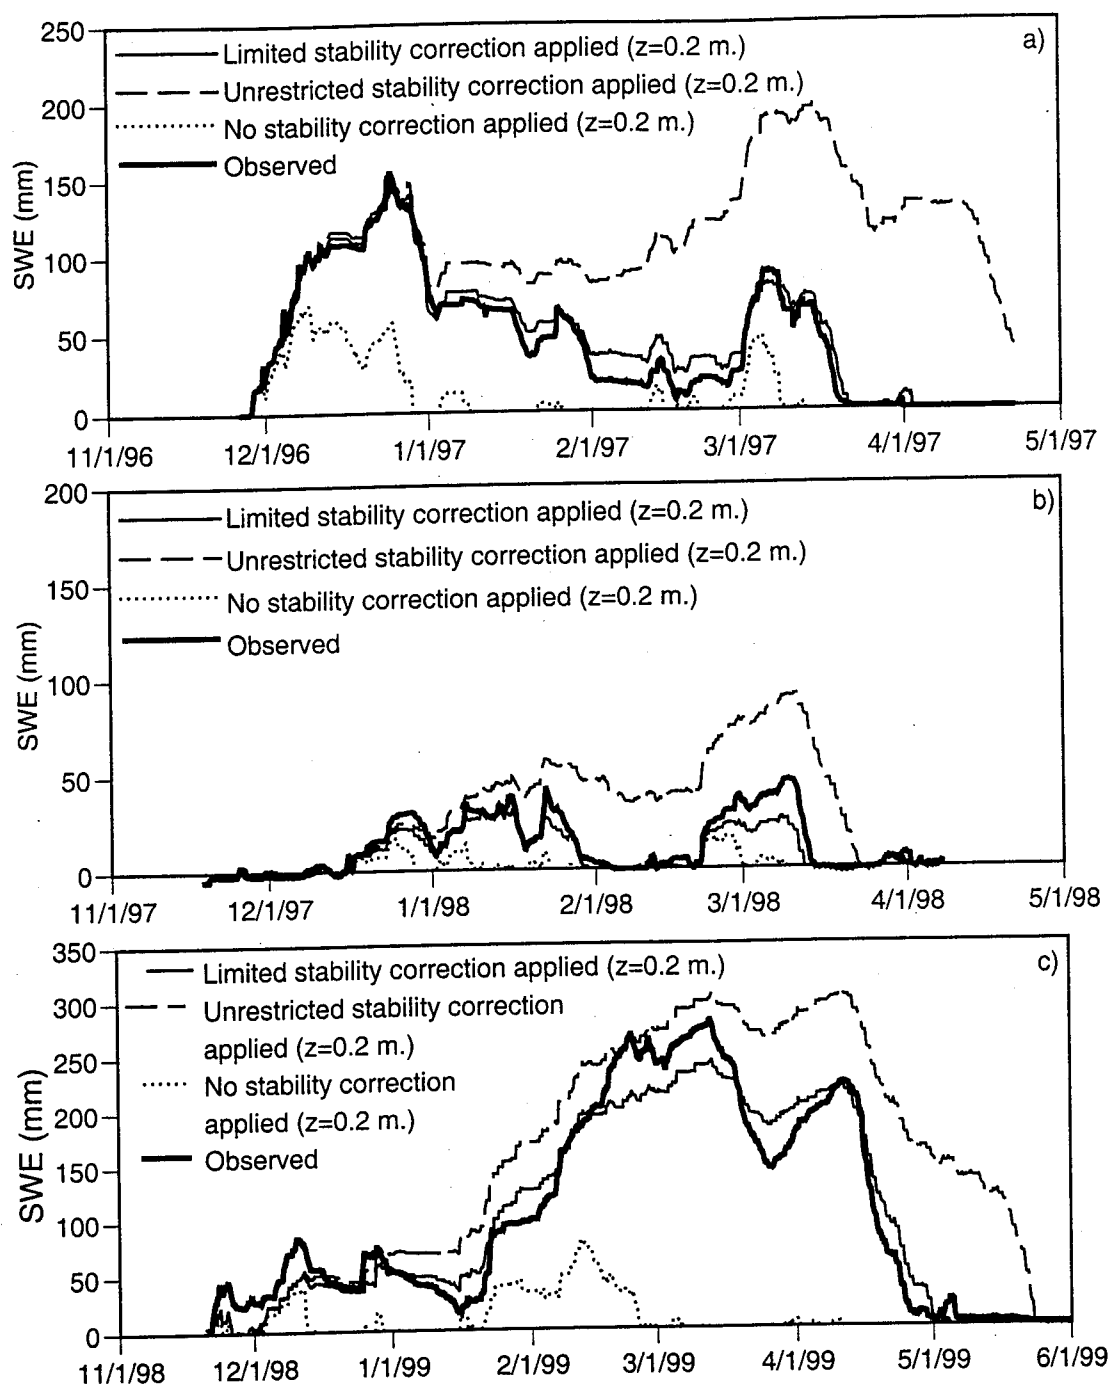 250
a)
Limited stability correction applied (z=0.2 m.)
Unrestricted stability correction applied (z=0.2 m.)
200
No stability correction applied (z=0.2 m.)
Observed
150
SWE (mm)
100
50
0
11/1/96 12/1/96 1/1/97 2/1/97 3/1/97 4/1/97 5/1/97
200
b)
Limited stability correction applied (z=0.2 m.)
Unrestricted stability correction applied (z=0.2 m.)
150
No stability correction applied (z=0.2 m.)
Observed
SWE (mm)
100
50
0
11/1/97 12/1/97 1/1/98 2/1/98 3/1/98 4/1/98 5/1/98
350
c)
Limited stability correction applied (z=0.2 m.)
300
Unrestricted stability correction
applied (z=0.2 m.)
250
No stability correction
applied (z=0.2 m.)
200
Observed
SWE (mm)
150
100
50
0
11/1/98 12/1/98 1/1/99 2/1/99 3/1/99 4/1/99 5/1/99 6/1/99